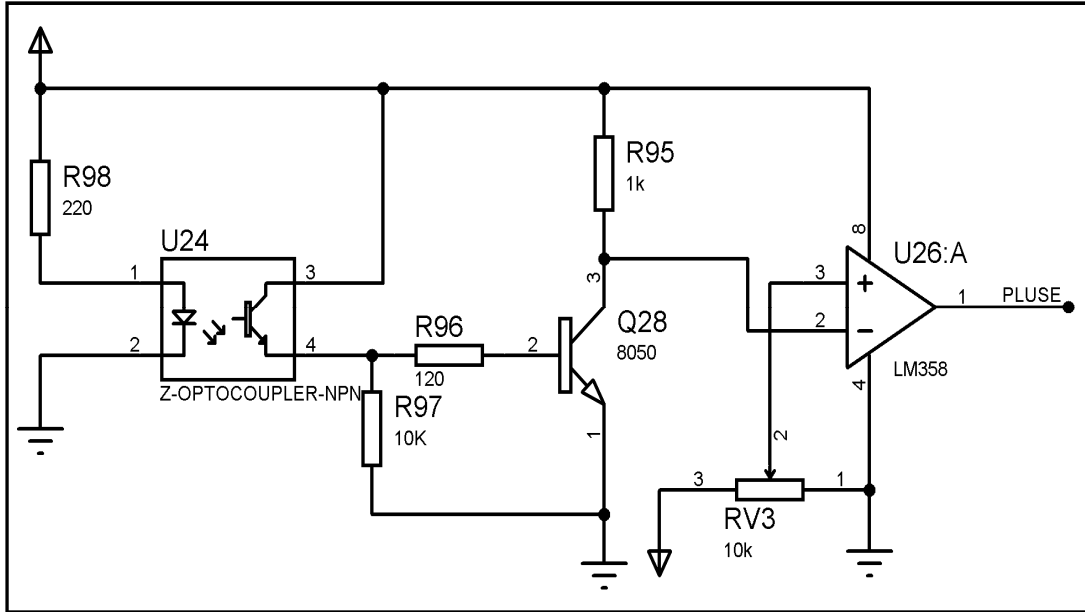 R98
220
U24
1
2
3
4
Z-OPTOCOUPLER-NPN
R96
120
R97
10K
R95
1k
3
2
1
Q28
8050
U26:A
8
3
2
1
4
LM358
PLUSE
2
3
1
RV3
10k